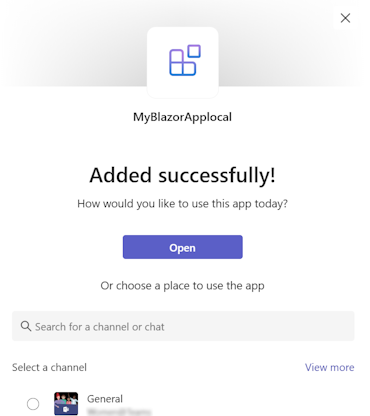 MyBlazorApplocal
Added successfully!
How would you like to use this app today?
Open
Or choose a place to use the app
Search for a channel or chat
Select a channel View more
General